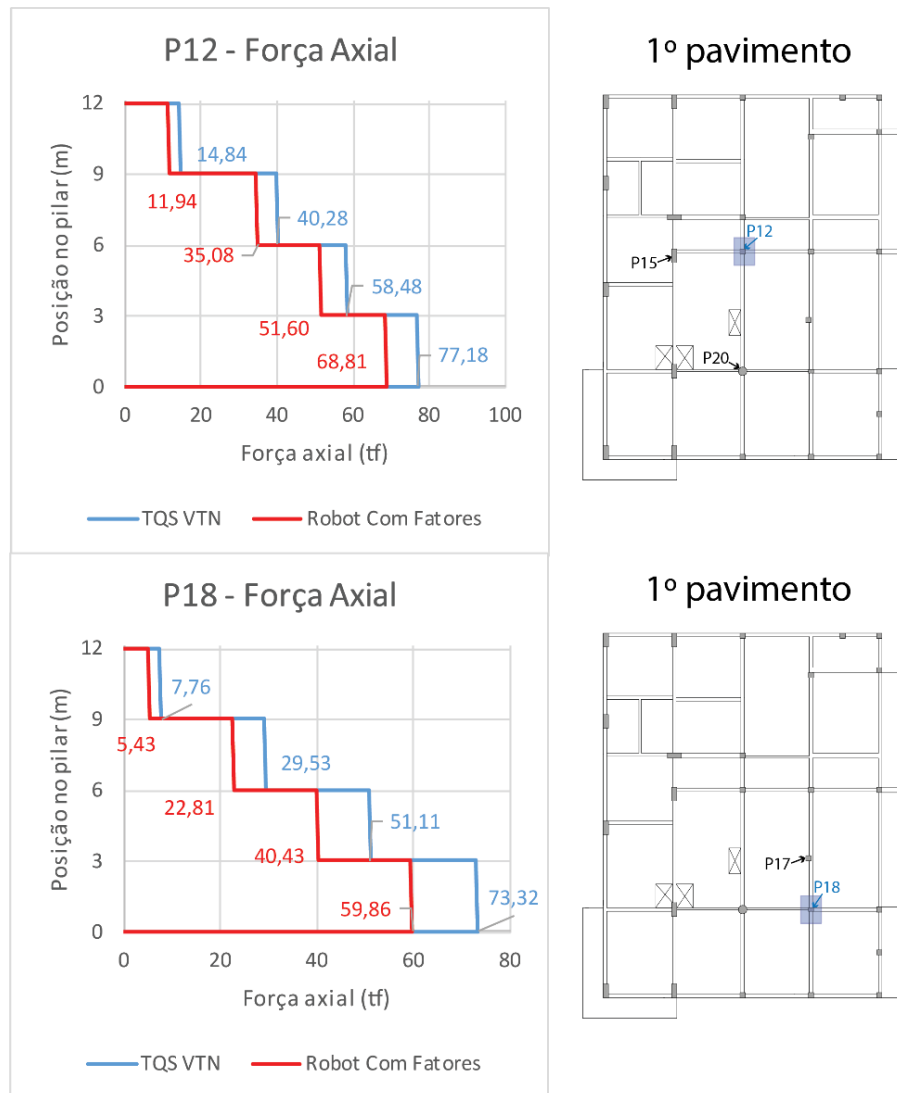 P12 - Força Axial
Posição no pilar (m)
12
9
6
3
0
14,84
11,94
40,28
35,08
58,48
51,60
77,18
68,81
0
20
40
60
80
100
Força axial (tf)
TQS VTN
Robot Com Fatores
1º pavimento
P12
P15
P20
P18 - Força Axial
Posição no pilar (m)
12
9
6
3
0
7,76
5,43
29,53
22,81
51,11
40,43
73,32
59,86
0
20
40
60
80
Força axial (tf)
TQS VTN
Robot Com Fatores
1º pavimento
P17
P18